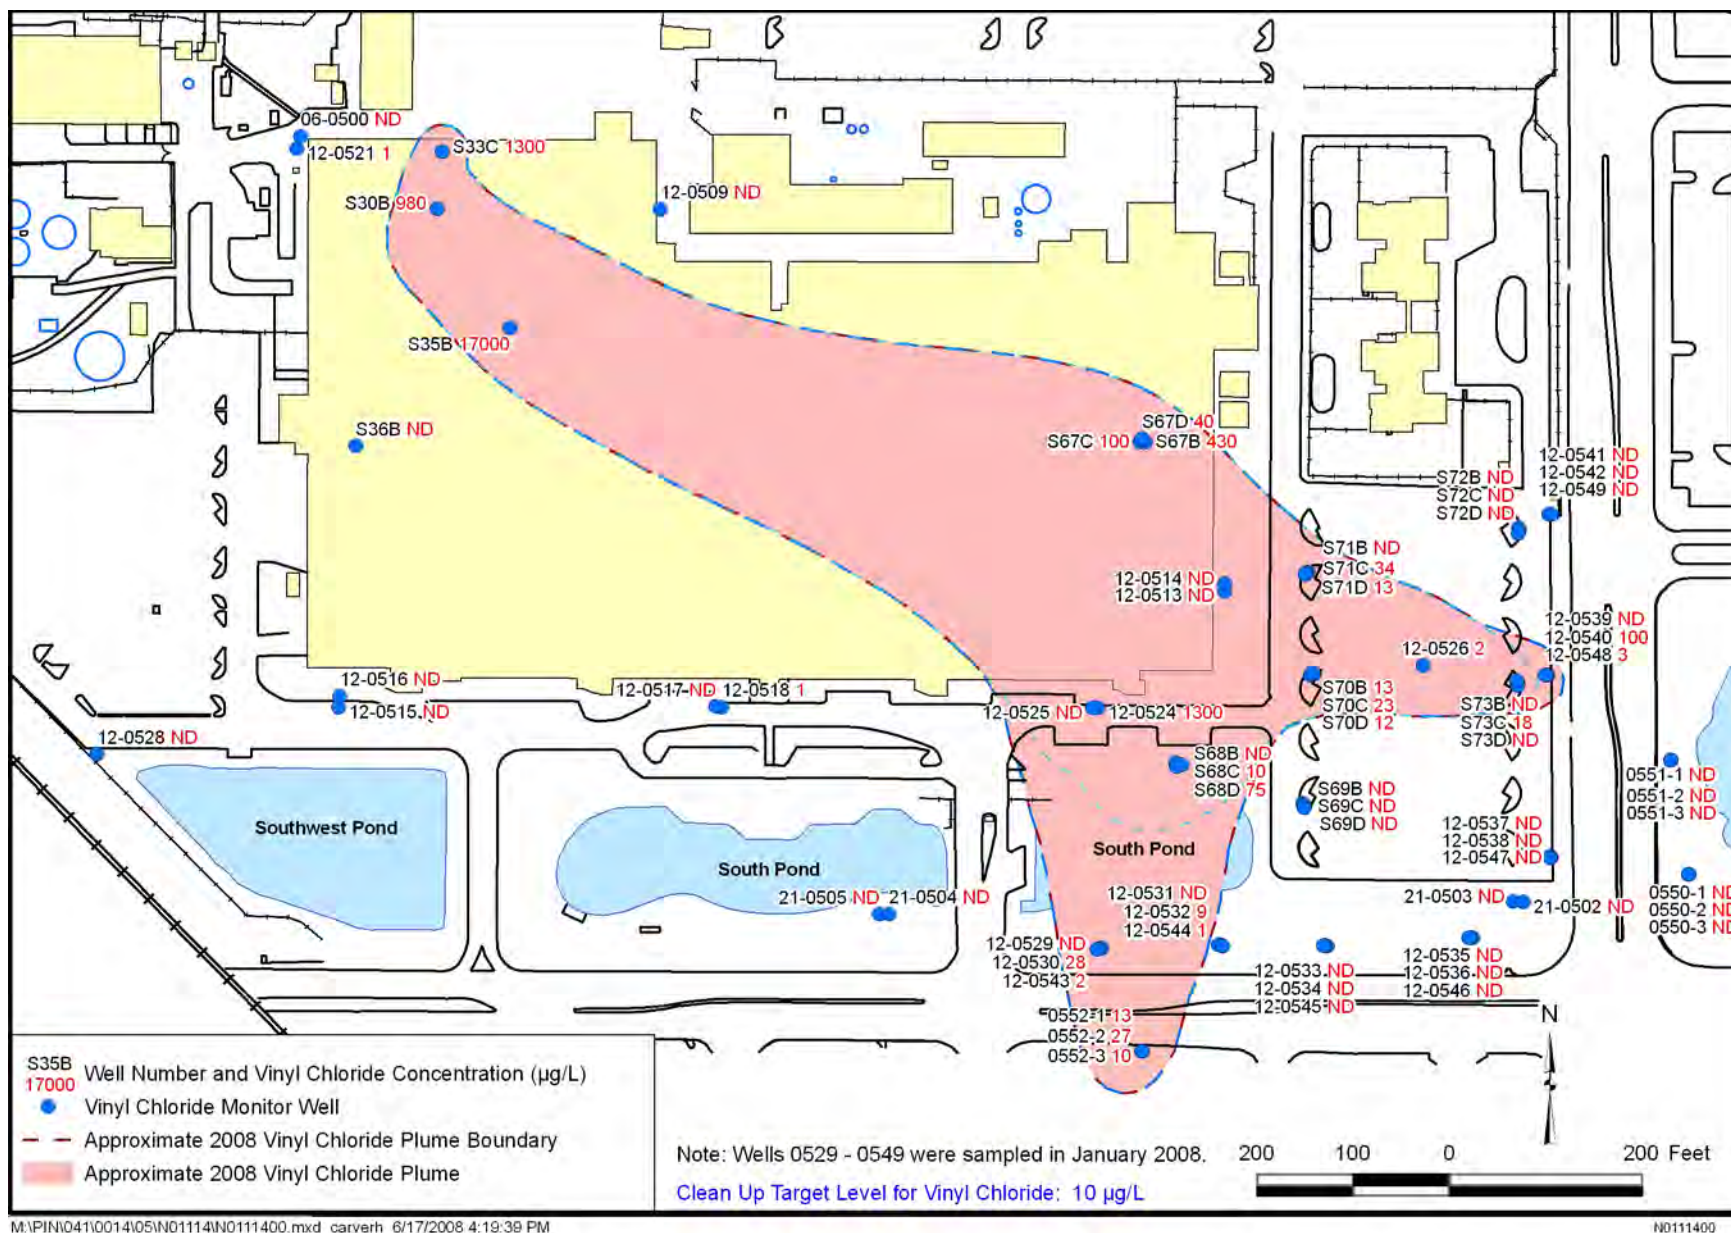 06-0500 ND
12-0521 1
S33C 1300
S30B 980
12-0509 ND
S35B 17000
S36B ND
S67D 40
S67C 100
S67B 430
12-0541 ND
12-0542 ND
12-0549 ND
S72B ND
S72C ND
S72D ND
S71B ND
S71C 34
S71D 13
12-0514 ND
12-0513 ND
12-0539 ND
12-0540 100
12-0548 3
12-0526 2
12-0516 ND
12-0515 ND
12-0517 ND
12-0518 1
12-0525 ND
12-0524 1300
S70B 13
S70C 23
S70D 12
S73B ND
S73C 18
S73D ND
12-0528 ND
S68B ND
S68C 10
S68D 75
S69B ND
S69C ND
S69D ND
0551-1 ND
0551-2 ND
0551-3 ND
Southwest Pond
South Pond
South Pond
12-0537 ND
12-0538 ND
12-0547 ND
21-0505 ND
21-0504 ND
12-0531 ND
12-0532 9
12-0544 1
21-0503 ND
21-0502 ND
0550-1 ND
0550-2 ND
0550-3 ND
12-0529 ND
12-0530 28
12-0543 2
12-0533 ND
12-0534 ND
12-0545 ND
12-0535 ND
12-0536 ND
12-0546 ND
0552-1 13
0552-2 27
0552-3 10
N
S35B
17000
Well Number and Vinyl Chloride Concentration (µg/L)
Vinyl Chloride Monitor Well
Approximate 2008 Vinyl Chloride Plume Boundary
Approximate 2008 Vinyl Chloride Plume
Note: Wells 0529 - 0549 were sampled in January 2008.
Clean Up Target Level for Vinyl Chloride: 10 µg/L
200 100 0 200 Feet
M:\PIN\041\0014\05\N01114\N0111400.mxd carverh 6/17/2008 4:19:39 PM
N0111400